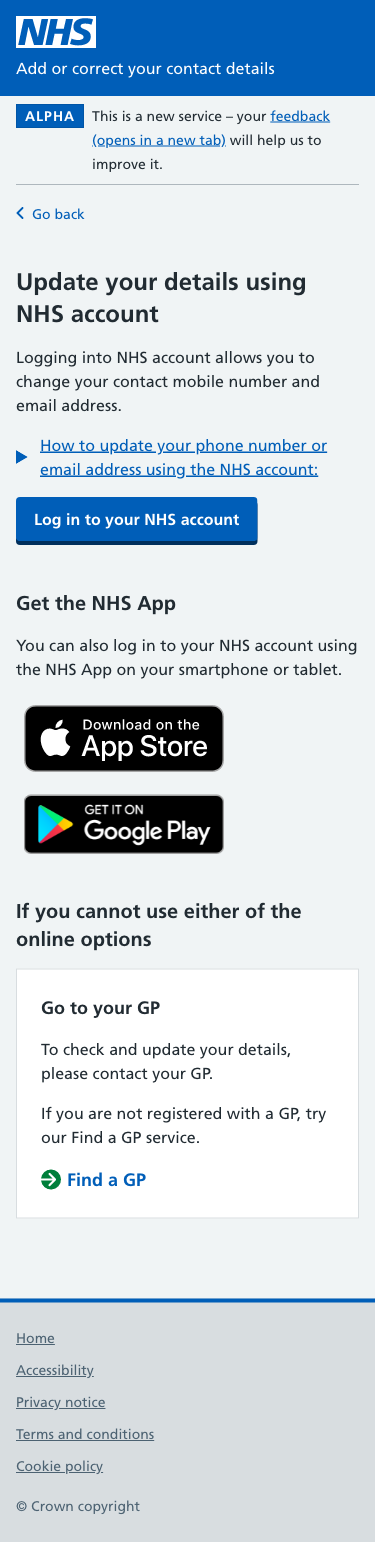 NHS
Add or correct your contact details
ALPHA This is a new service – your feedback
(opens in a new tab) will help us to
improve it.
Go back
Update your details using
NHS account
Logging into NHS account allows you to
change your contact mobile number and
email address.
How to update your phone number or
email address using the NHS account:
Log in to your NHS account
Get the NHS App
You can also log in to your NHS account using
the NHS App on your smartphone or tablet.
Download on the
App Store
GET IT ON
Google Play
If you cannot use either of the
online options
Go to your GP
To check and update your details,
please contact your GP.
If you are not registered with a GP, try
our Find a GP service.
Find a GP
Home
Accessibility
Privacy notice
Terms and conditions
Cookie policy
© Crown copyright